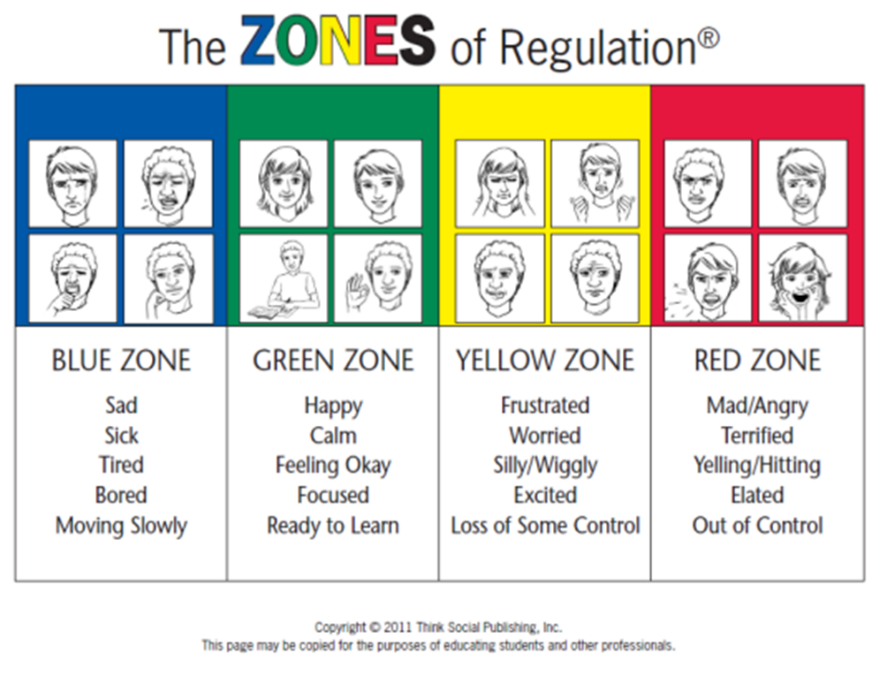 The ZONES of Regulation®
BLUE ZONE
Sad
Sick
Tired
Bored
Moving Slowly
GREEN ZONE
Happy
Calm
Feeling Okay
Focused
Ready to Learn
YELLOW ZONE
Frustrated
Worried
Silly/Wiggly
Excited
Loss of Some Control
RED ZONE
Mad/Angry
Terrified
Yelling/Hitting
Elated
Out of Control
Copyright © 2011 Think Social Publishing, Inc.
This page may be copied for the purposes of educating students and other professionals.